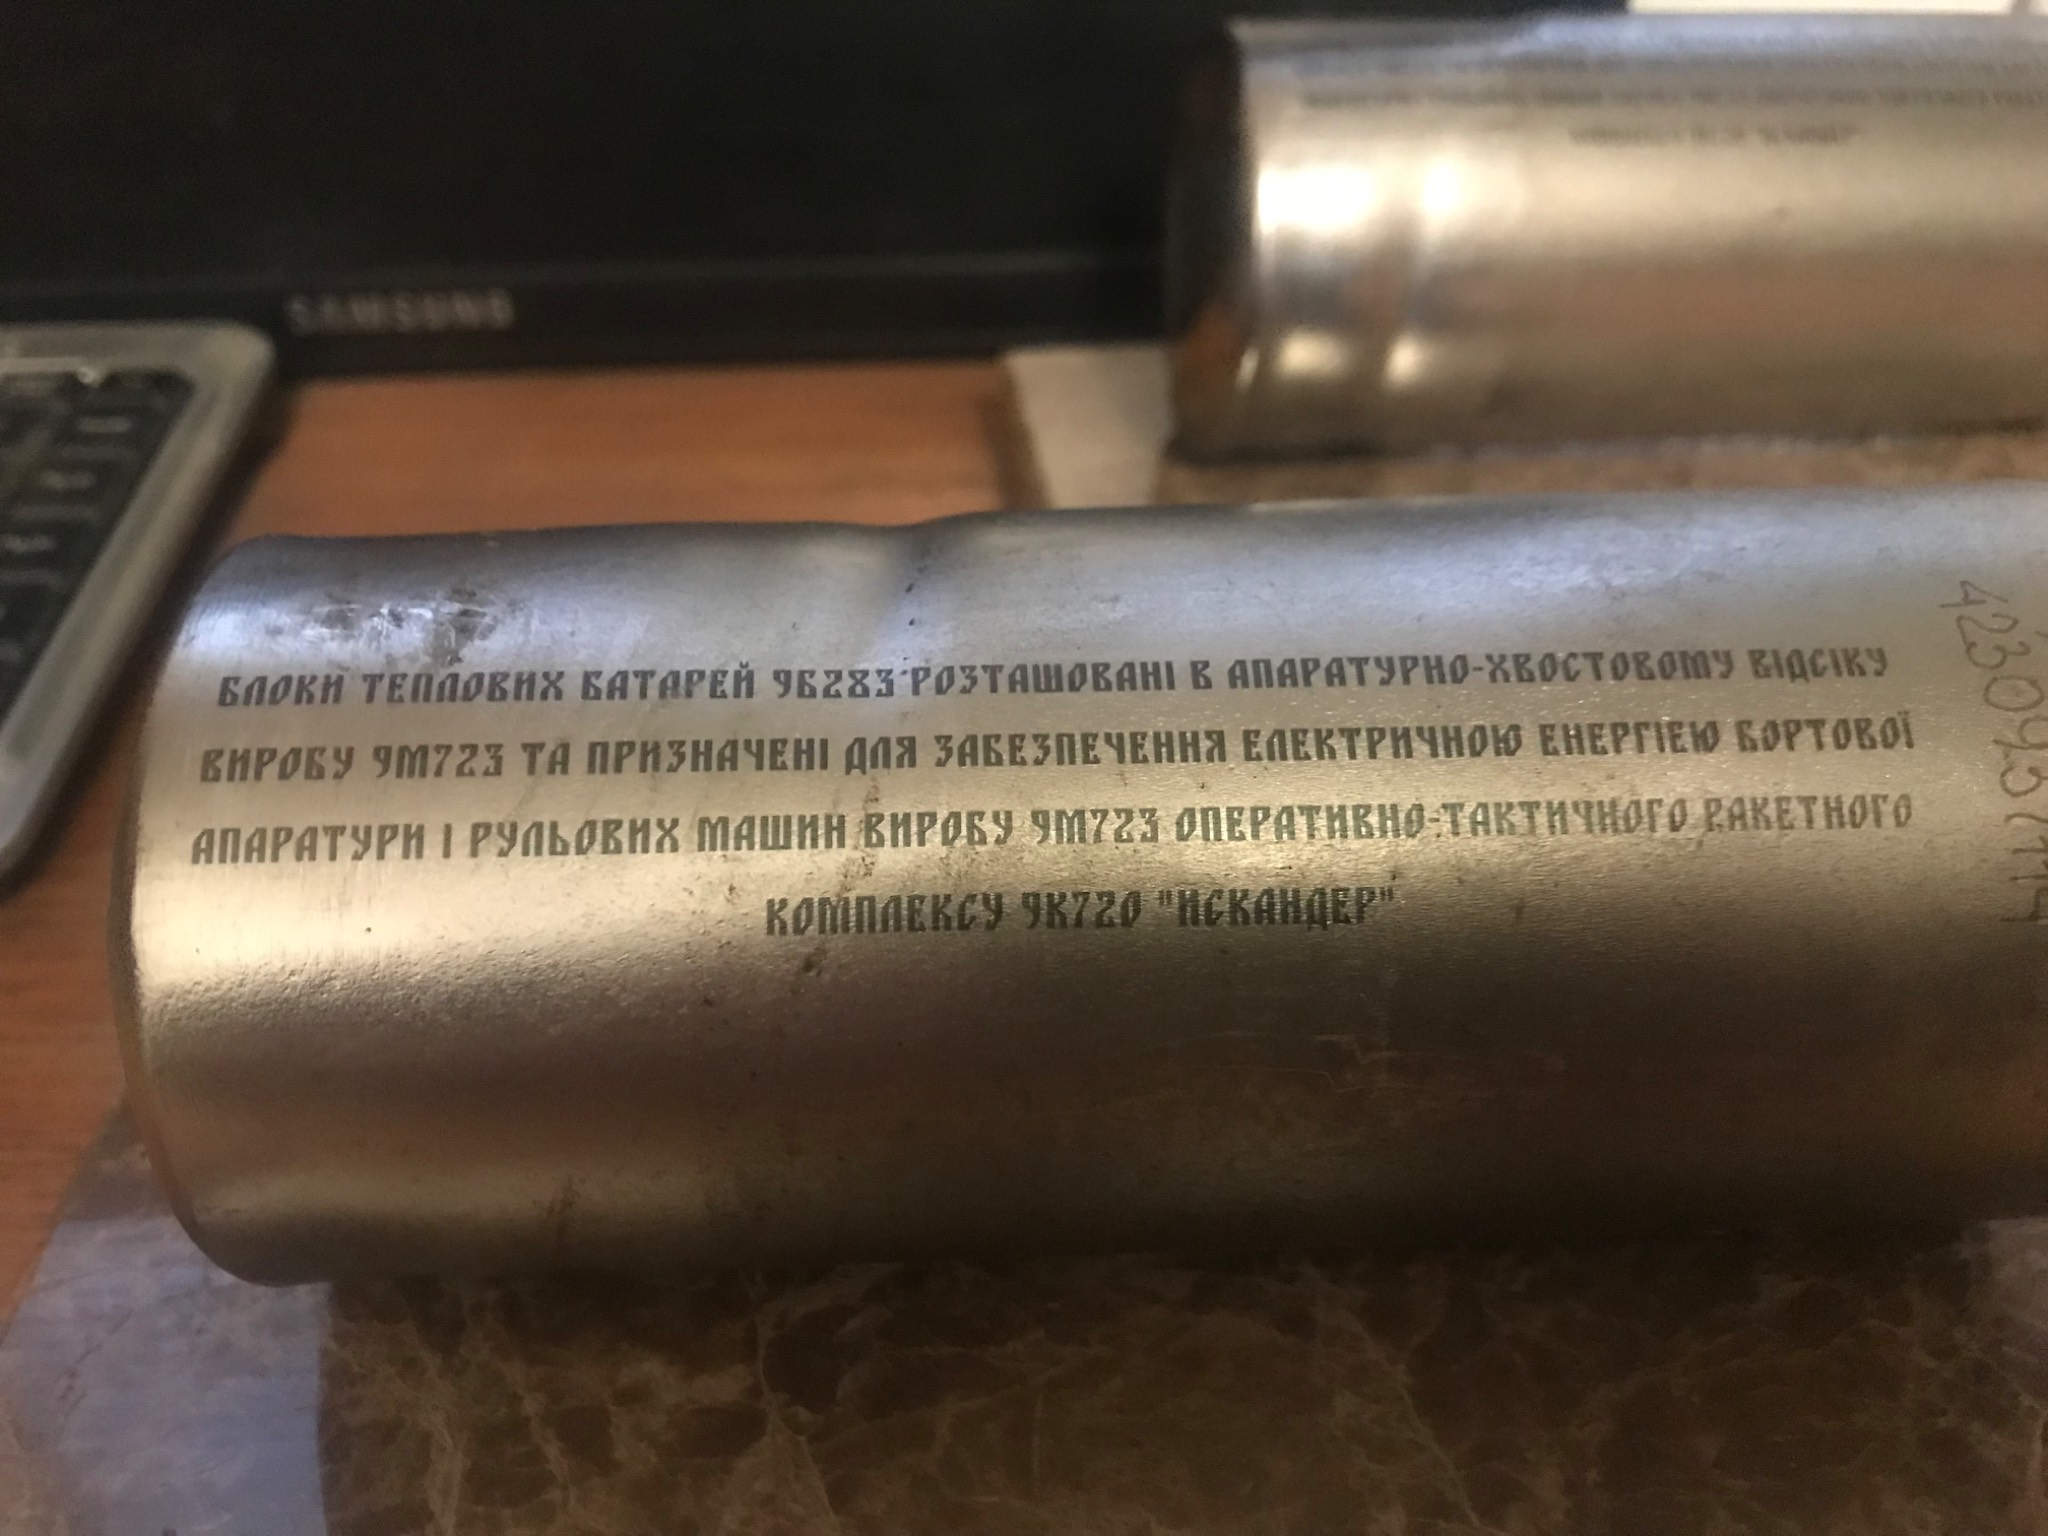 SAMSUNG
БЛОКИ ТЕПЛОВИХ БАТАРЕЙ 9Б283 РОЗТАШОВАНІ В АПАРАТУРНО-ХВОСТОВОМУ ВІДСІКУ
ВИРОБУ 9М723 ТА ПРИЗНАЧЕНІ ДЛЯ ЗАБЕЗПЕЧЕННЯ ЕЛЕКТРИЧНОЮ ЕНЕРГІЕЮ БОРТОВОЇ
АПАРАТУРИ І РУЛЬОВИХ МАШИН ВИРОБУ 9М723 ОПЕРАТИВНО-ТАКТИЧНОГО РАКЕТНОГО
КОМПЛЕКСУ 9К720 "ИСКАНДЕР"